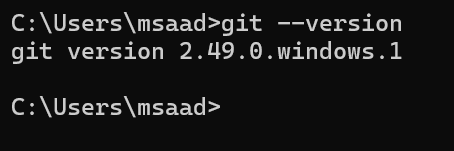 C:\Users\msaad>git --version
git version 2.49.0.windows.1
C:\Users\msaad>